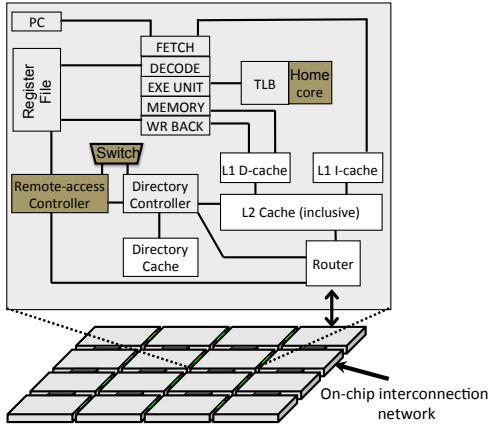 PC
FETCH
DECODE
EXE UNIT
MEMORY
WR BACK
Register
File
TLB
Home
core
Switch
L1 D-cache
L1 I-cache
Remote-access
Controller
Directory
Controller
L2 Cache (inclusive)
Directory
Cache
Router
On-chip interconnection
network